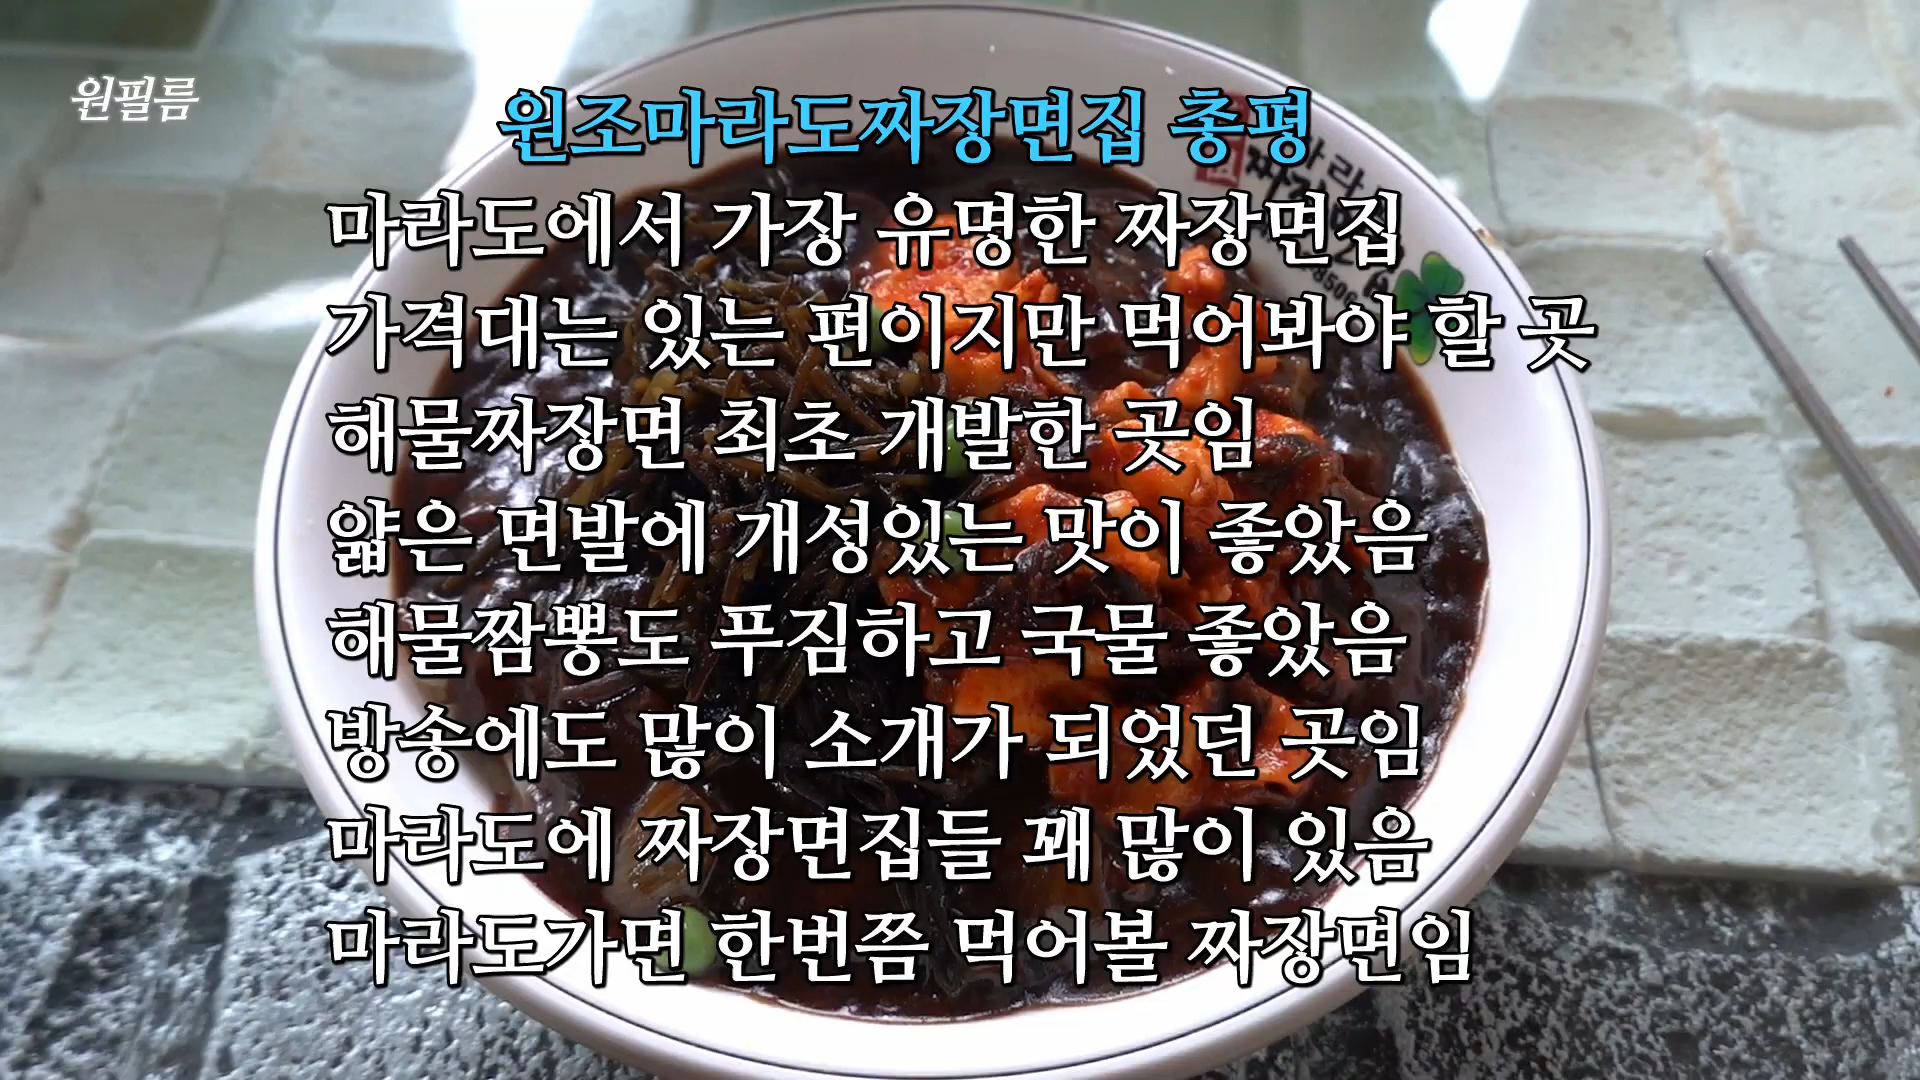 원필름
원조마라도짜장면집 총평
마라도에서 가장 유명한 짜장면집
가격대는 있는 편이지만 먹어봐야 할 곳
해물짜장면 최초 개발한 곳임
얇은 면발에 개성있는 맛이 좋았음
해물짬뽕도 푸짐하고 국물 좋았음
방송에도 많이 소개가 되었던 곳임
마라도에 짜장면집들 꽤 많이 있음
마라도가면 한번쯤 먹어볼 짜장면임